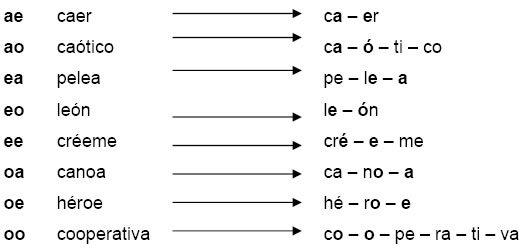 ae caer ca – er
ao caótico ca – ó – ti – co
ea pelea pe – le – a
eo león le – ón
ee créeme cré – e – me
oa canoa ca – no – a
oe héroe hé – ro – e
oo cooperativa co – o – pe – ra – ti – va